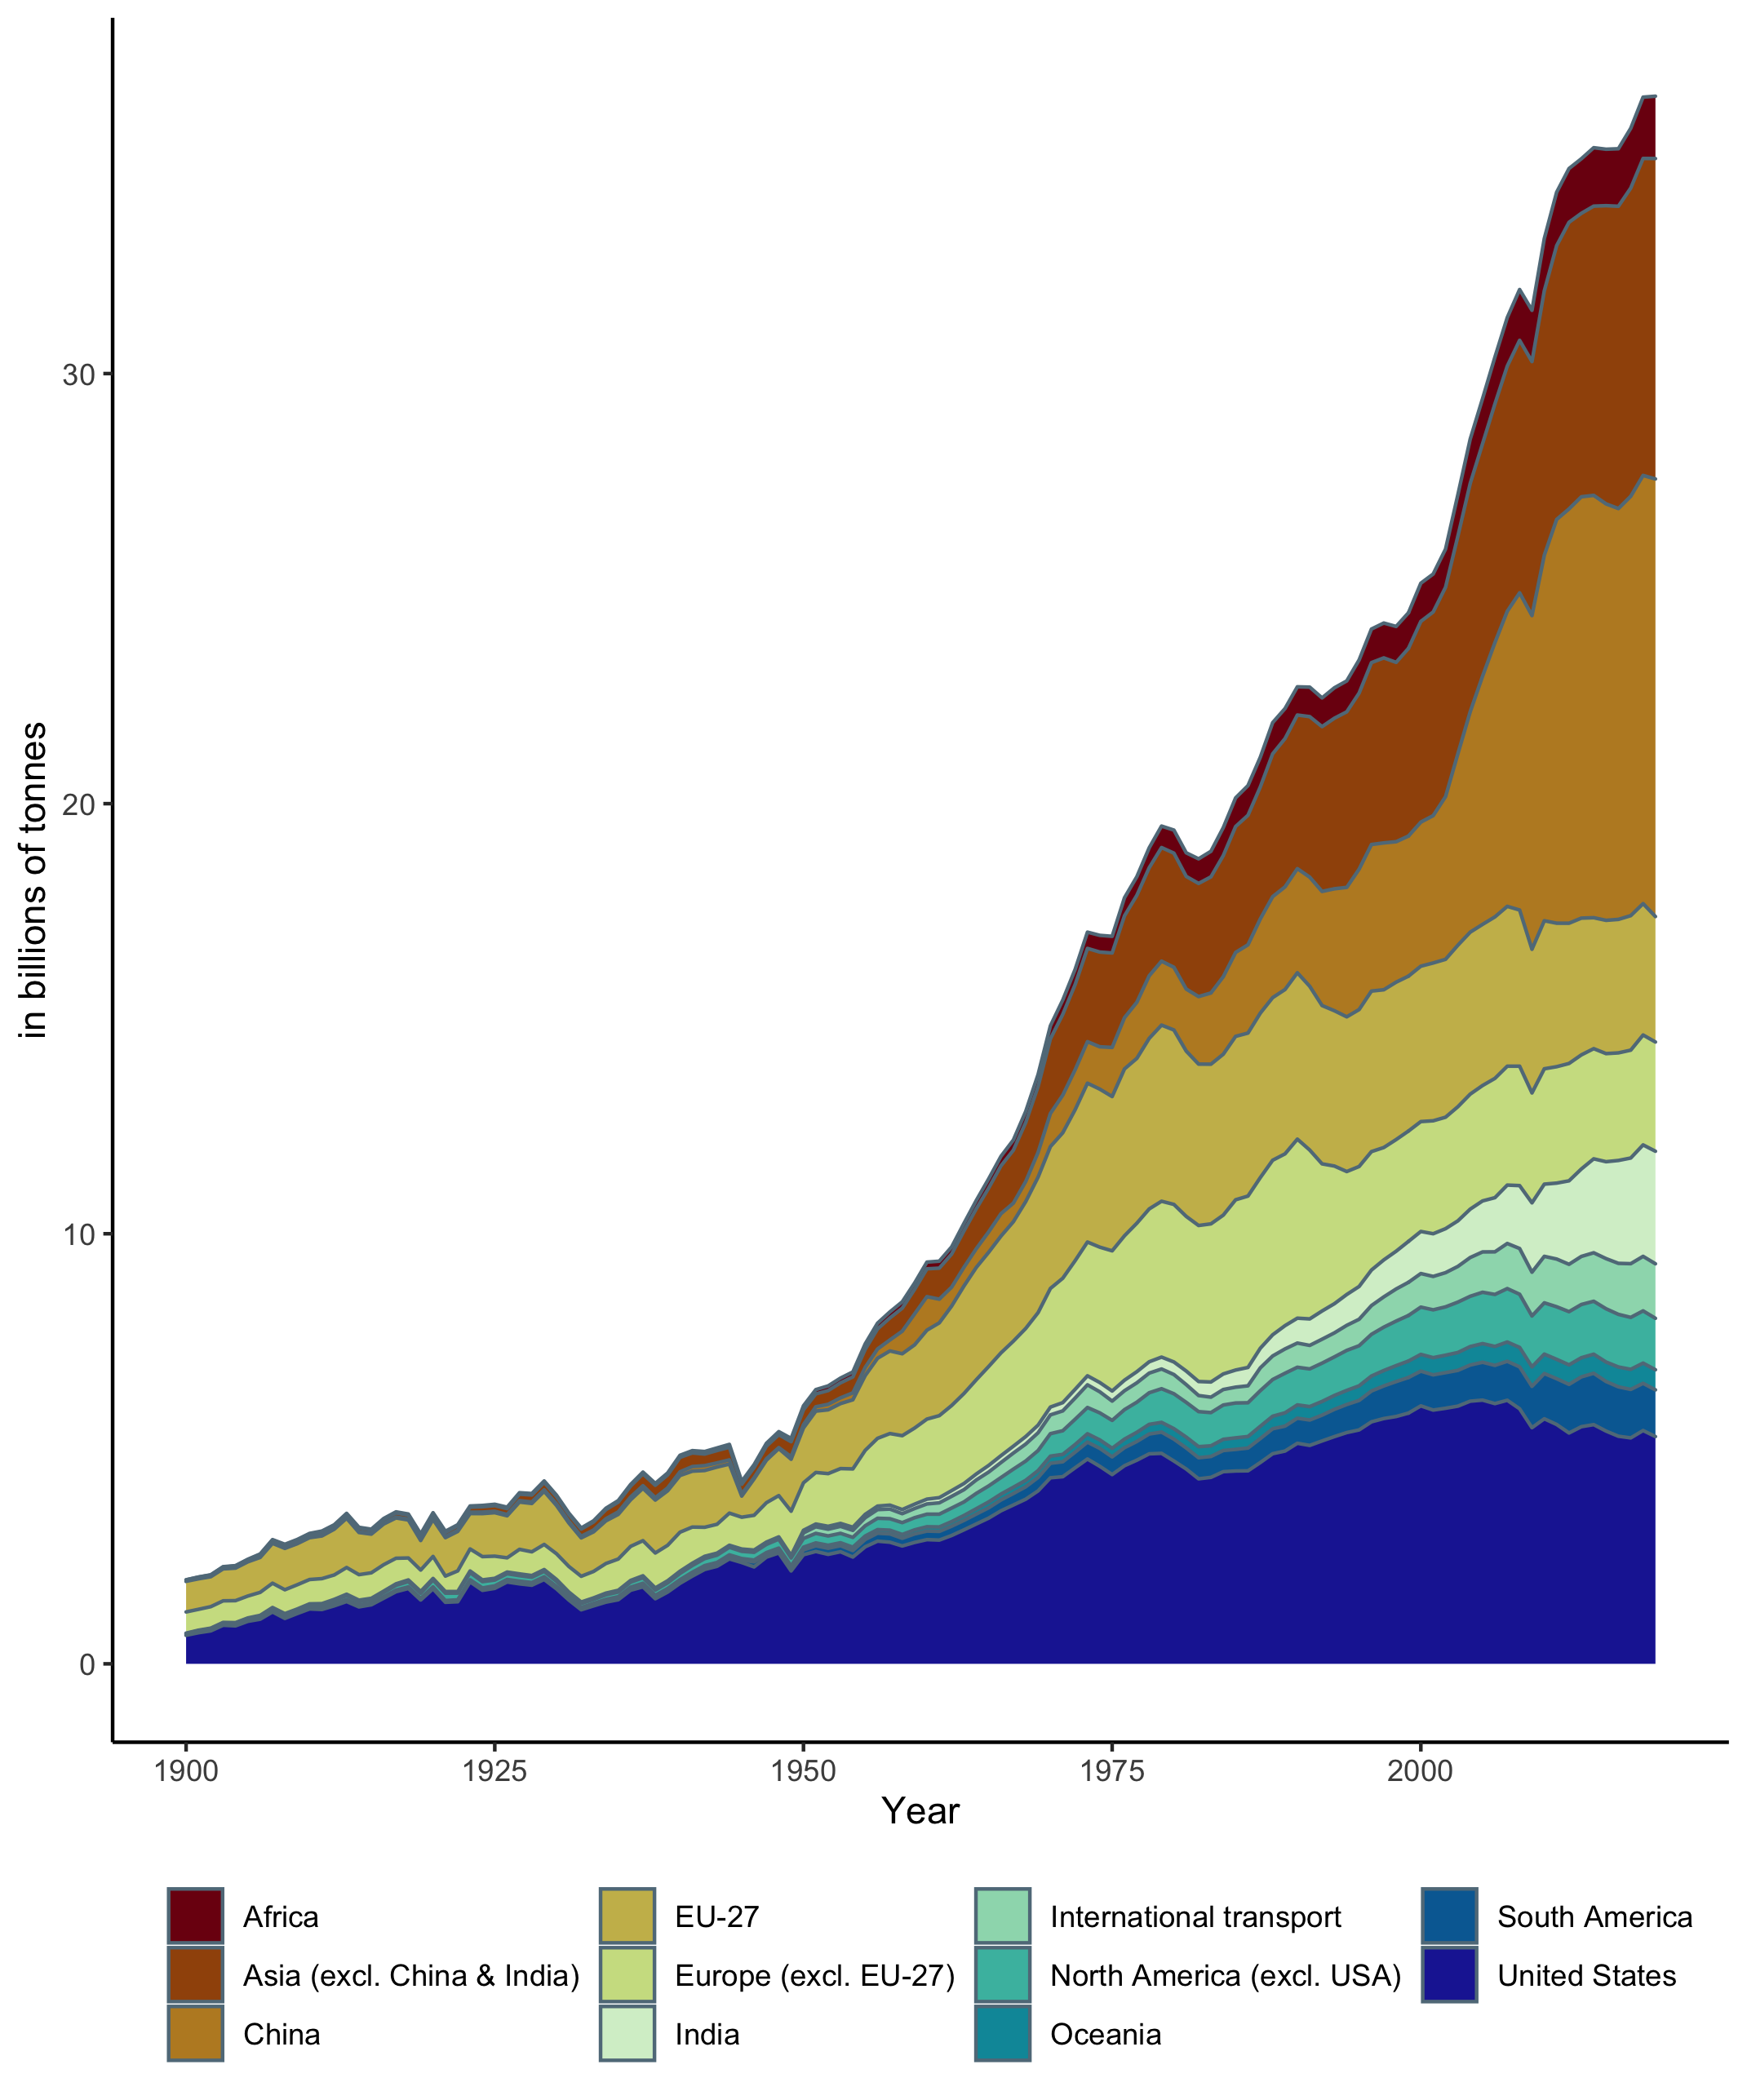 in billions of tonnes
30
20
10
0
1900 1925 1950 1975 2000
Year
Africa EU-27 International transport South America
Asia (excl. China & India) Europe (excl. EU-27) North America (excl. USA) United States
China India Oceania